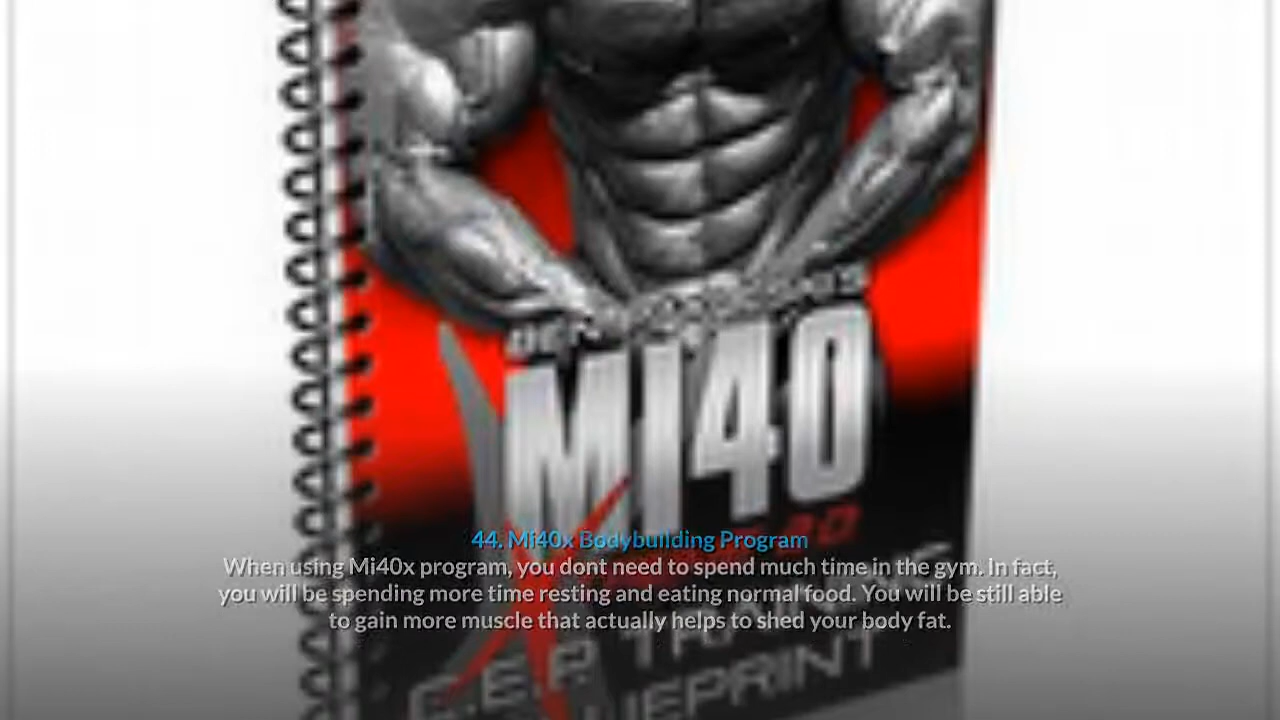 MI40
44. Mi40x Bodybuilding Program
When using Mi40x program, you dont need to spend much time in the gym. In fact,
you will be spending more time resting and eating normal food. You will be still able
to gain more muscle that actually helps to shed your body fat.
C.E.P TRAINING